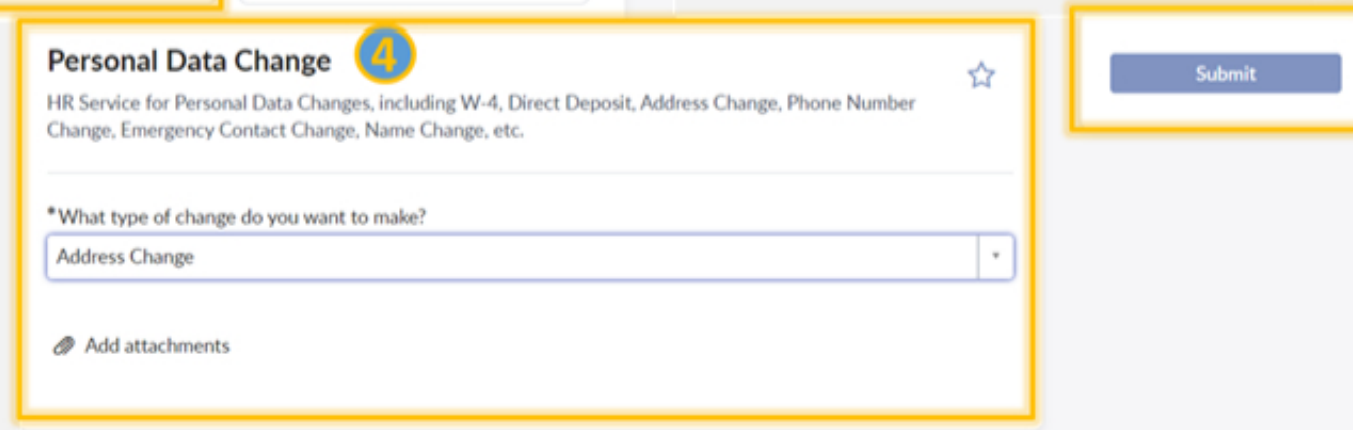 Personal Data Change 4
HR Service for Personal Data Changes, including W-4, Direct Deposit, Address Change, Phone Number
Change, Emergency Contact Change, Name Change, etc.
Submit
*What type of change do you want to make?
Address Change
Add attachments